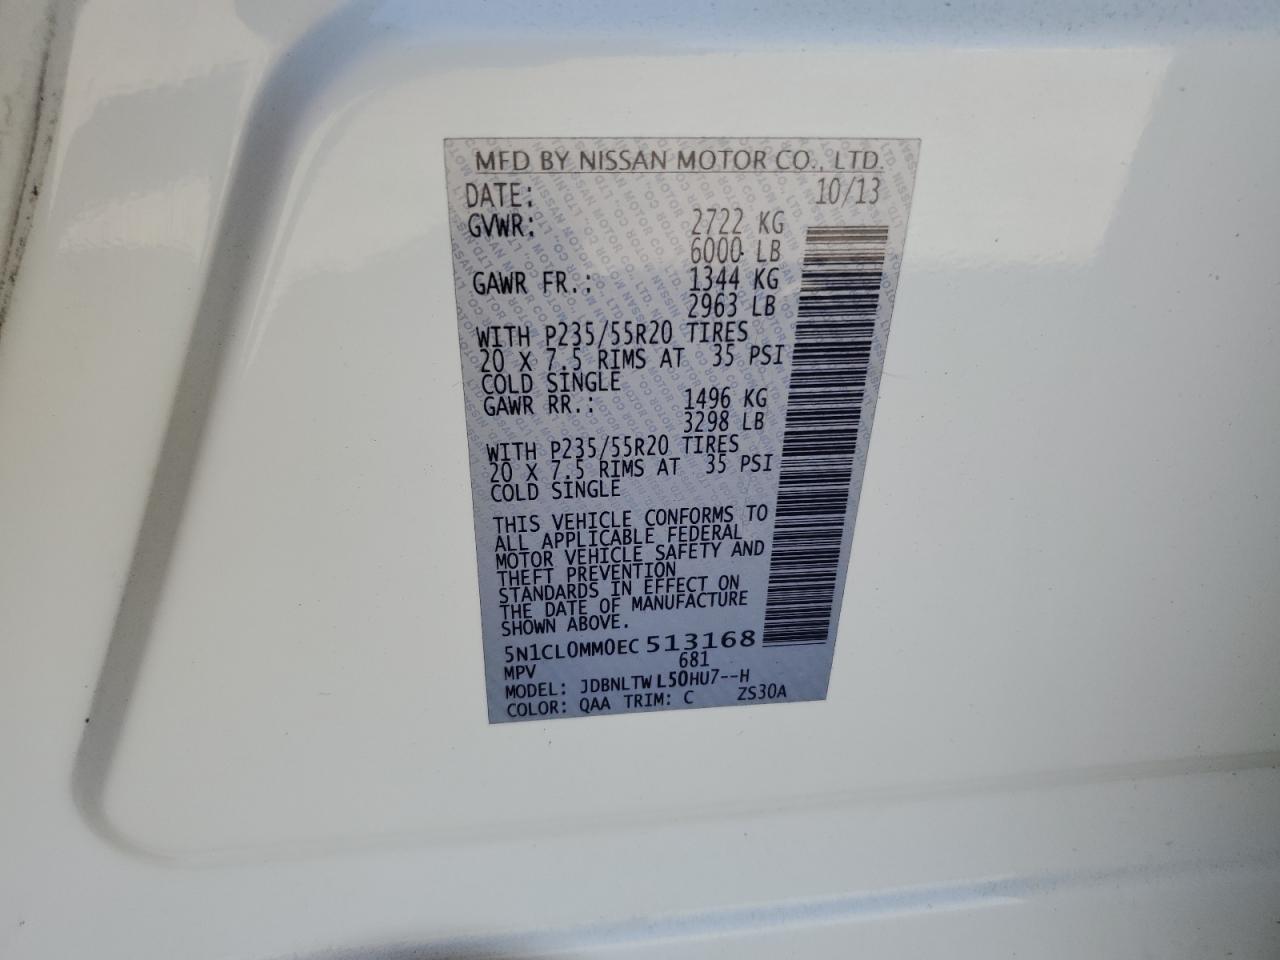 MFD BY NISSAN MOTOR CO., LTD.
DATE: 10/13
GVWR: 2722 KG
6000 LB
GAWR FR.: 1344 KG
2963 LB
WITH P235/55R20 TIRES
20 X 7.5 RIMS AT 35 PSI
COLD SINGLE
GAWR RR.: 1496 KG
3298 LB
WITH P235/55R20 TIRES
20 X 7.5 RIMS AT 35 PSI
COLD SINGLE
THIS VEHICLE CONFORMS TO
ALL APPLICABLE FEDERAL
MOTOR VEHICLE SAFETY AND
THEFT PREVENTION
STANDARDS IN EFFECT ON
THE DATE OF MANUFACTURE
SHOWN ABOVE.
5N1CL0MM0EC513168
MPV 681
MODEL: JDBNLTWL50HU7--H
COLOR: QAA TRIM: C ZS30A